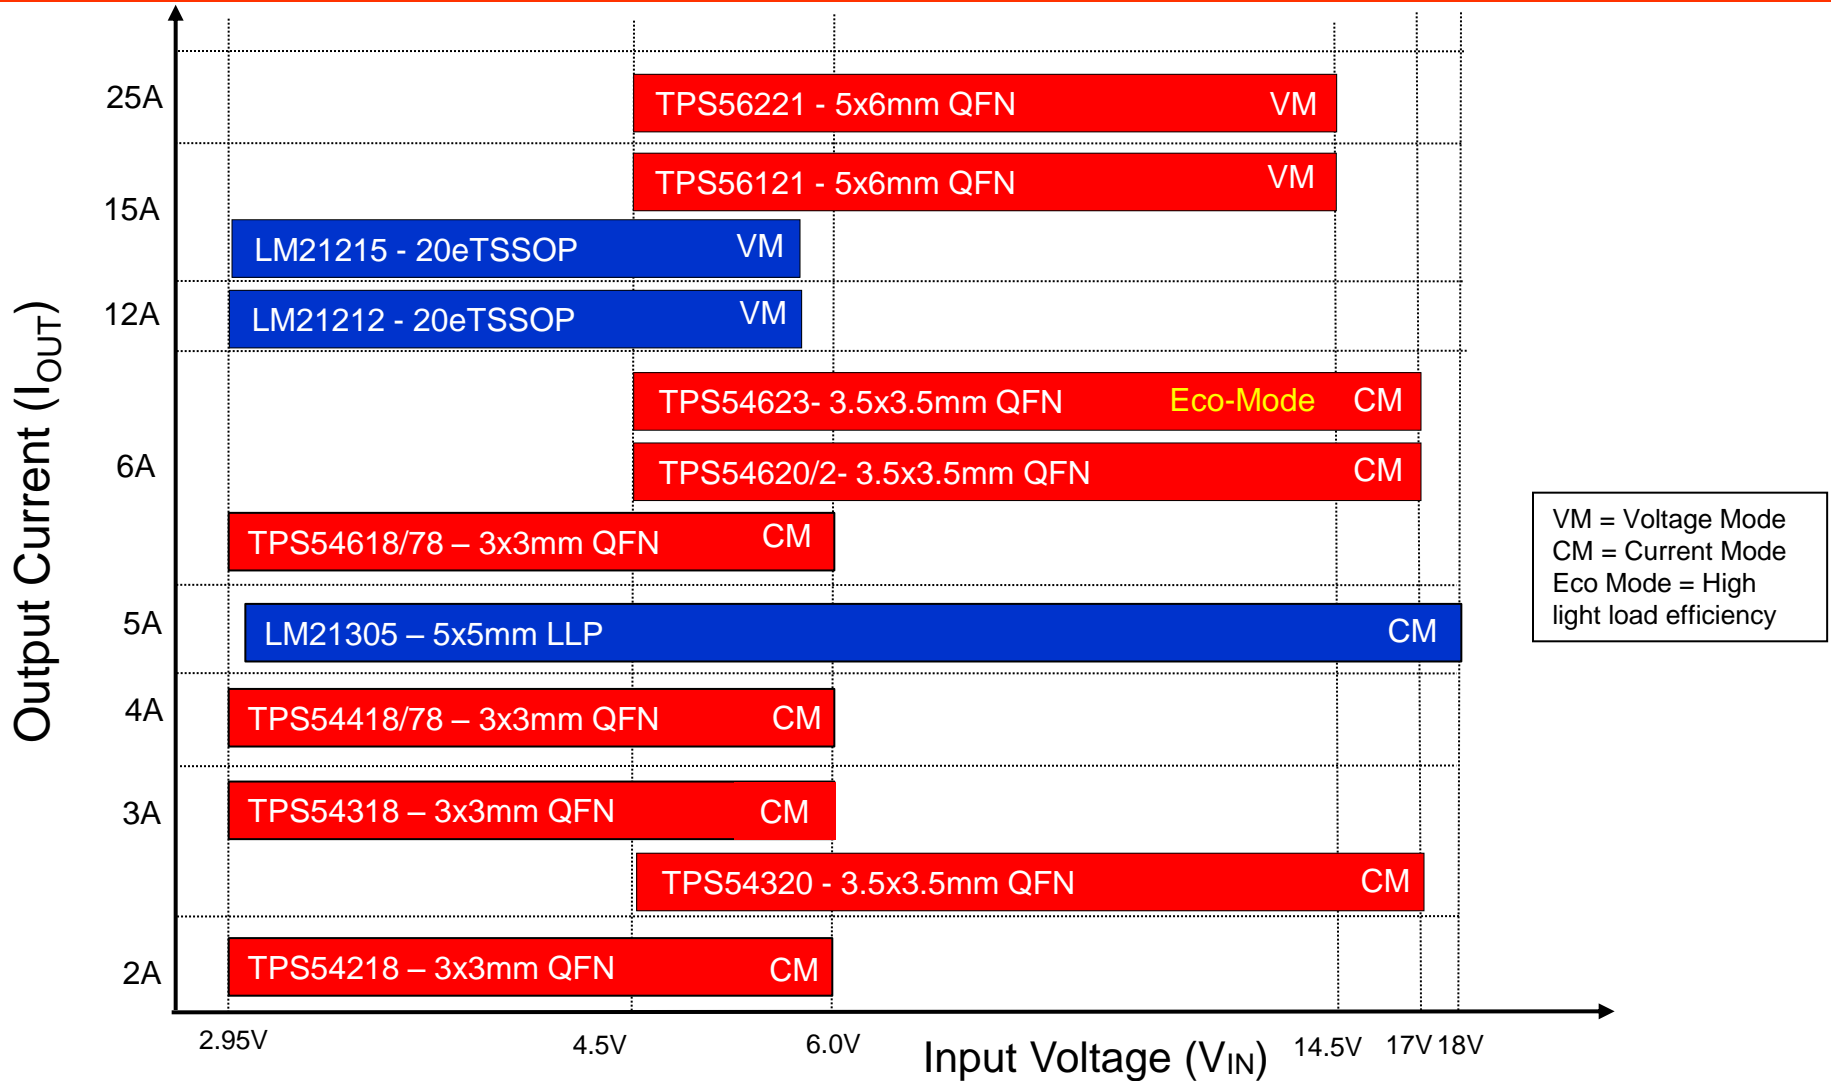 25A
TPS56221 - 5x6mm QFN VM
TPS56121 - 5x6mm QFN VM
15A
LM21215 - 20eTSSOP VM
12A
LM21212 - 20eTSSOP VM
TPS54623- 3.5x3.5mm QFN Eco-Mode CM
6A
TPS54620/2- 3.5x3.5mm QFN CM
TPS54618/78 – 3x3mm QFN CM
5A
LM21305 – 5x5mm LLP CM
4A
TPS54418/78 – 3x3mm QFN CM
3A
TPS54318 – 3x3mm QFN CM
TPS54320 - 3.5x3.5mm QFN CM
2A
TPS54218 – 3x3mm QFN CM
Output Current (IOUT)
2.95V 4.5V 6.0V 14.5V 17V 18V
Input Voltage (VIN)
VM = Voltage Mode
CM = Current Mode
Eco Mode = High
light load efficiency